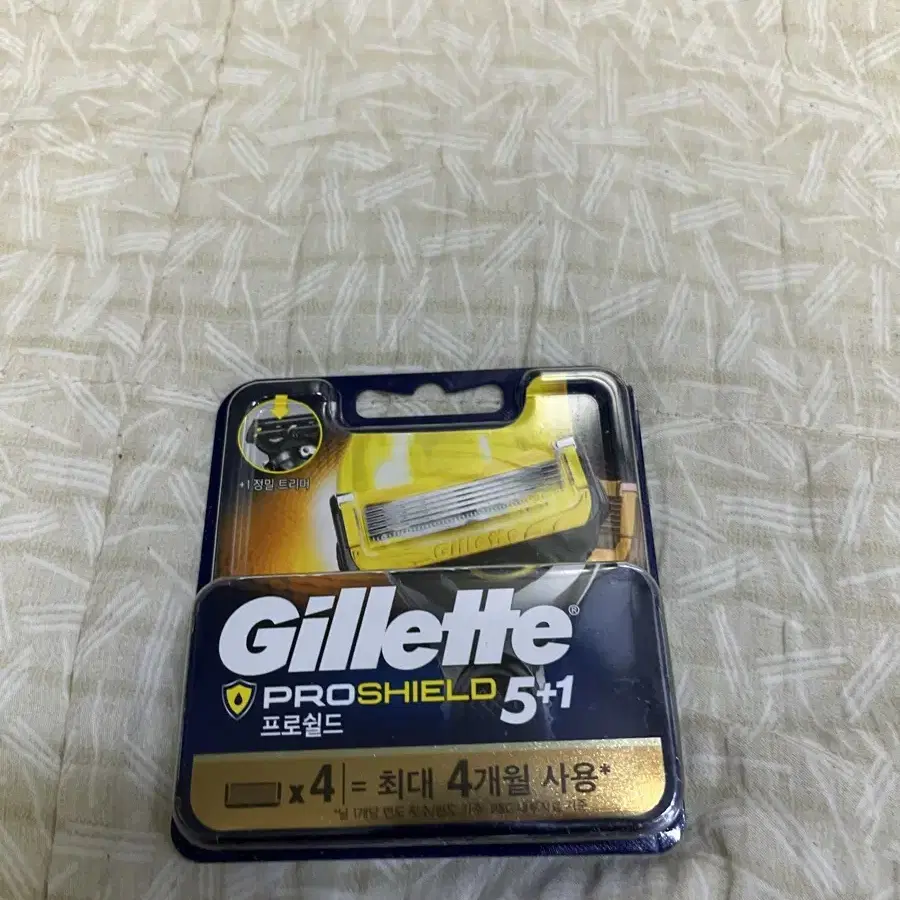 +1 정밀 트리머
Gillette
Gillette®
PROSHIELD 5+1
프로쉴드
x4 = 최대 4개월 사용*